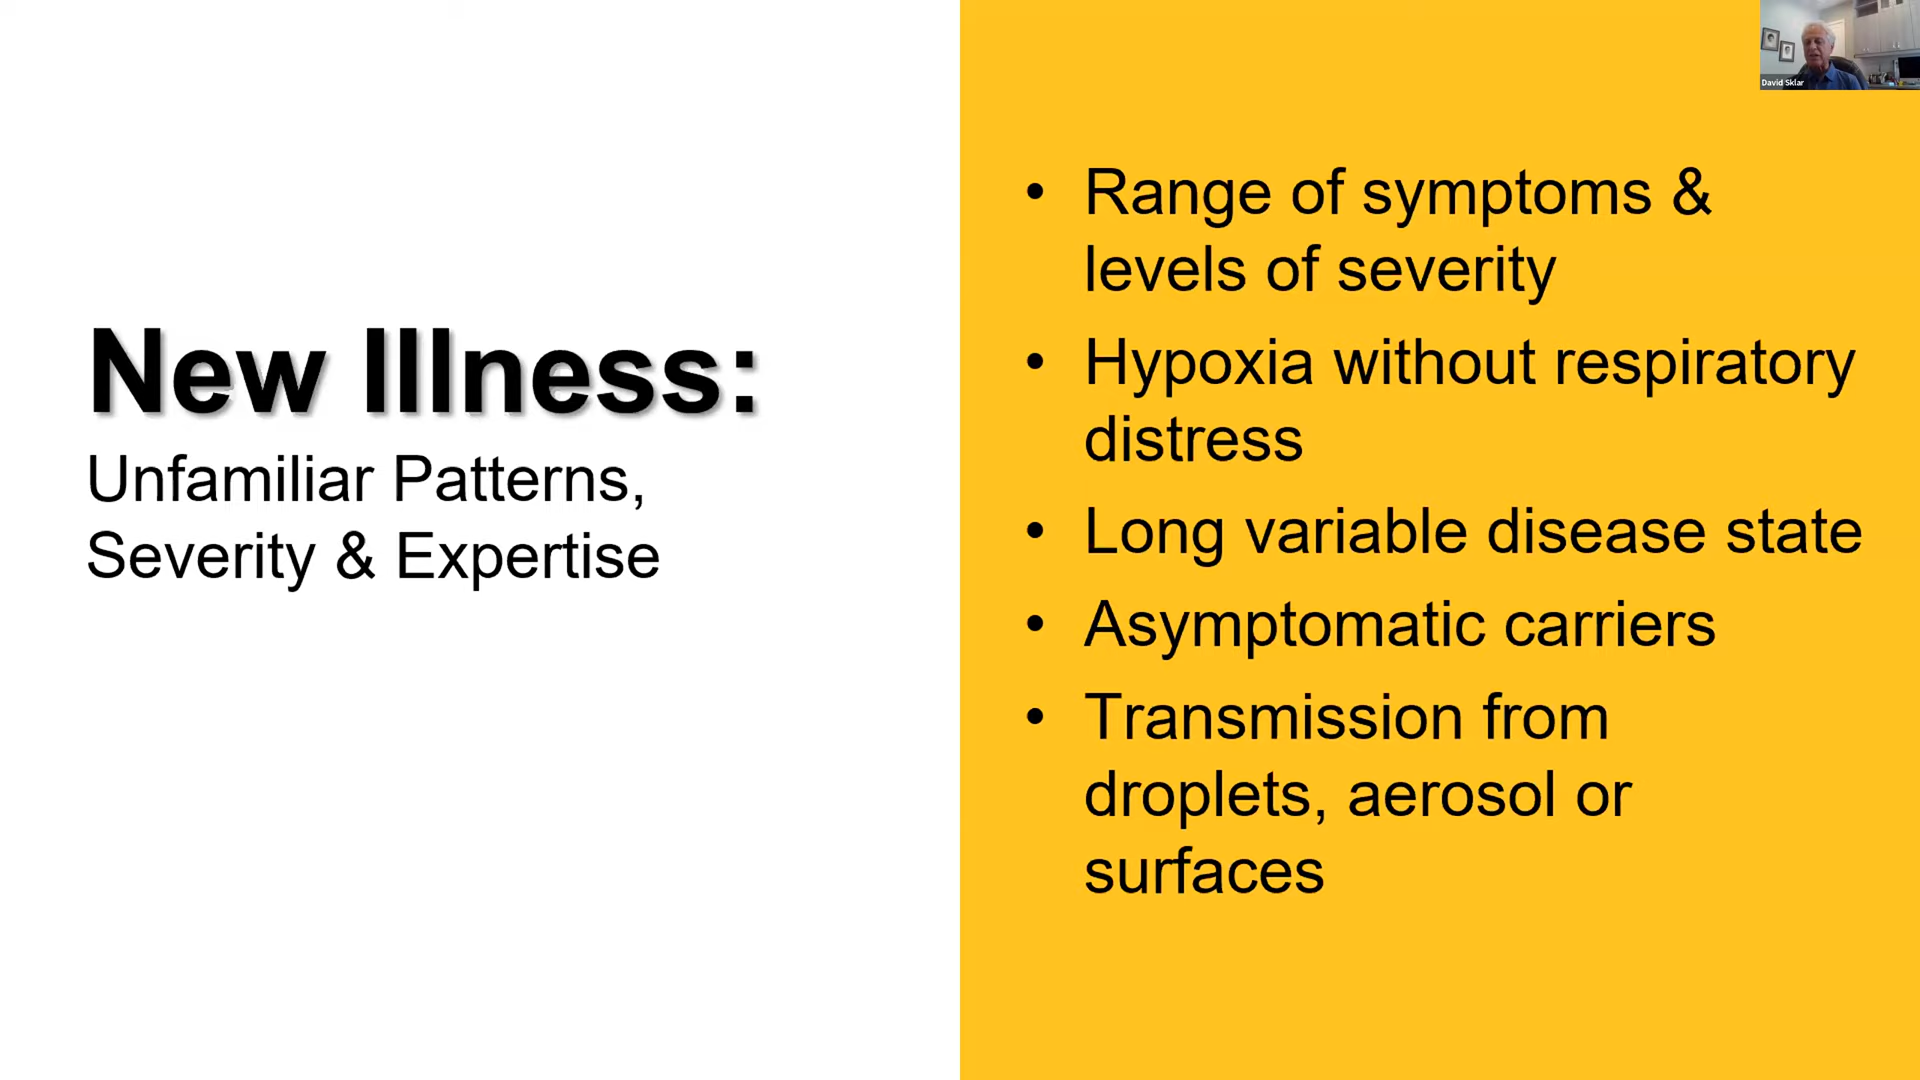 New Illness:
Unfamiliar Patterns,
Severity & Expertise
• Range of symptoms &
levels of severity
• Hypoxia without respiratory
distress
• Long variable disease state
• Asymptomatic carriers
• Transmission from
droplets, aerosol or
surfaces
David Sklar